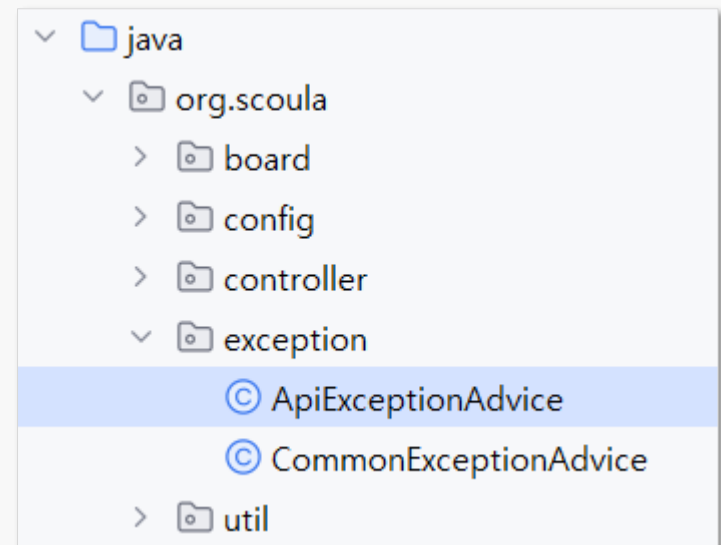 java
org.scoula
board
config
controller
exception
ApiExceptionAdvice
CommonExceptionAdvice
util